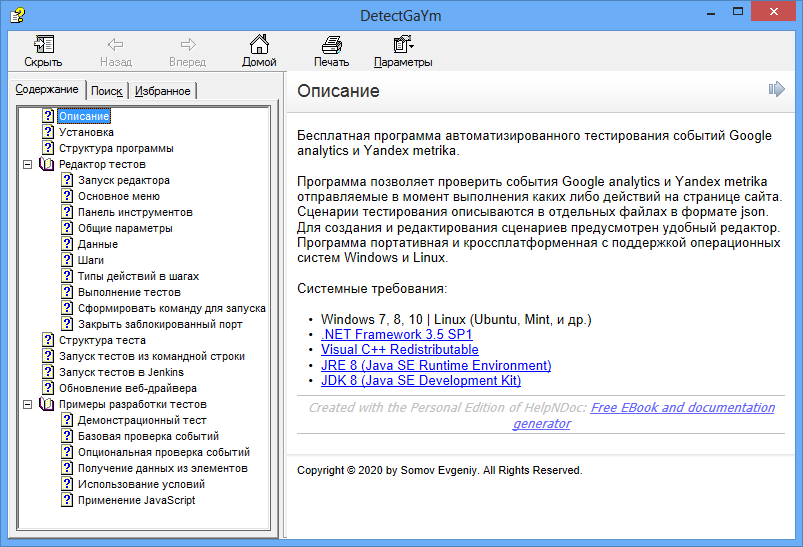 DetectGaYm
Скрыть
Назад
Вперед
Домой
Печать
Параметры
Содержание
Поиск
Избранное
Описание
Установка
Структура программы
Редактор тестов
Запуск редактора
Основное меню
Панель инструментов
Общие параметры
Данные
Шаги
Типы действий в шагах
Выполнение тестов
Сформировать команду для запуска
Закрыть заблокированный порт
Структура теста
Запуск тестов из командной строки
Запуск тестов в Jenkins
Обновление веб-драйвера
Примеры разработки тестов
Демонстрационный тест
Базовая проверка событий
Опциональная проверка событий
Получение данных из элементов
Использование условий
Применение JavaScript
Описание
Бесплатная программа автоматизированного тестирования событий Google
analytics и Yandex metrika.
Программа позволяет проверить события Google analytics и Yandex metrika
отправляемые в момент выполнения каких либо действий на странице сайта.
Сценарии тестирования описываются в отдельных файлах в формате json.
Для создания и редактирования сценариев предусмотрен удобный редактор.
Программа портативная и кроссплатформенная с поддержкой операционных
систем Windows и Linux.
Системные требования:
• Windows 7, 8, 10 | Linux (Ubuntu, Mint, и др.)
• .NET Framework 3.5 SP1
• Visual C++ Redistributable
• JRE 8 (Java SE Runtime Environment)
• JDK 8 (Java SE Development Kit)
Created with the Personal Edition of HelpNDoc: Free EBook and documentation
generator
Copyright © 2020 by Somov Evgeniy. All Rights Reserved.